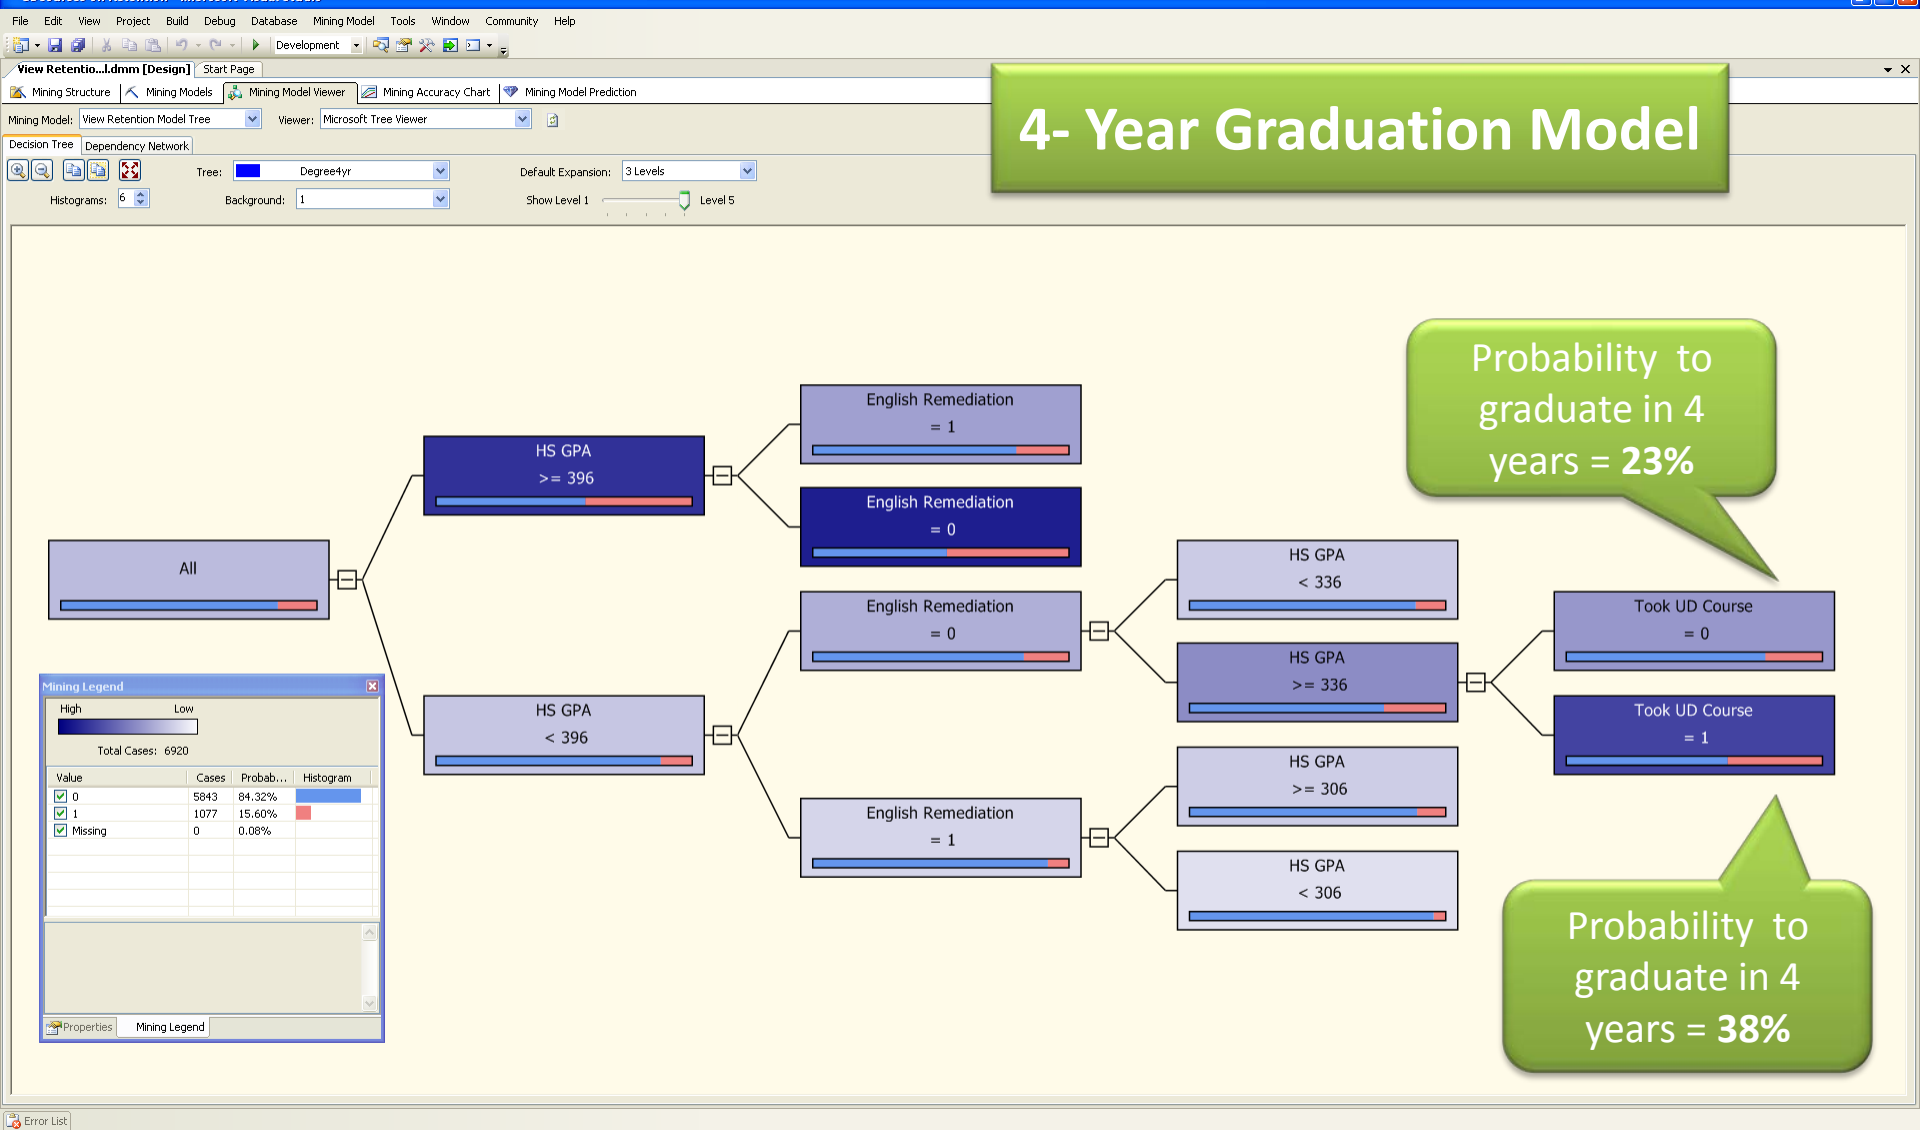 File Edit View Project Build Debug Database Mining Model Tools Window Community Help
Development
View Retentio...l.dmm [Design] Start Page
Mining Structure Mining Models Mining Model Viewer Mining Accuracy Chart Mining Model Prediction
4- Year Graduation Model
Mining Model: View Retention Model Tree Viewer: Microsoft Tree Viewer
Decision Tree Dependency Network
Tree: Degree4yr Default Expansion: 3 Levels
Histograms: 6 Background: 1 Show Level 1 Level 5
Probability to
graduate in 4
years = 23%
English Remediation
= 1
HS GPA
>= 396
English Remediation
= 0
All
HS GPA
< 336
English Remediation
= 0
Took UD Course
= 0
HS GPA
>= 336
HS GPA
< 396
Took UD Course
= 1
HS GPA
>= 306
English Remediation
= 1
HS GPA
< 306
Probability to
graduate in 4
years = 38%
Mining Legend
High Low
Total Cases: 6920
Value Cases Probab... Histogram
0 5843 84.32%
1 1077 15.60%
Missing 0 0.08%
Properties Mining Legend
Error List